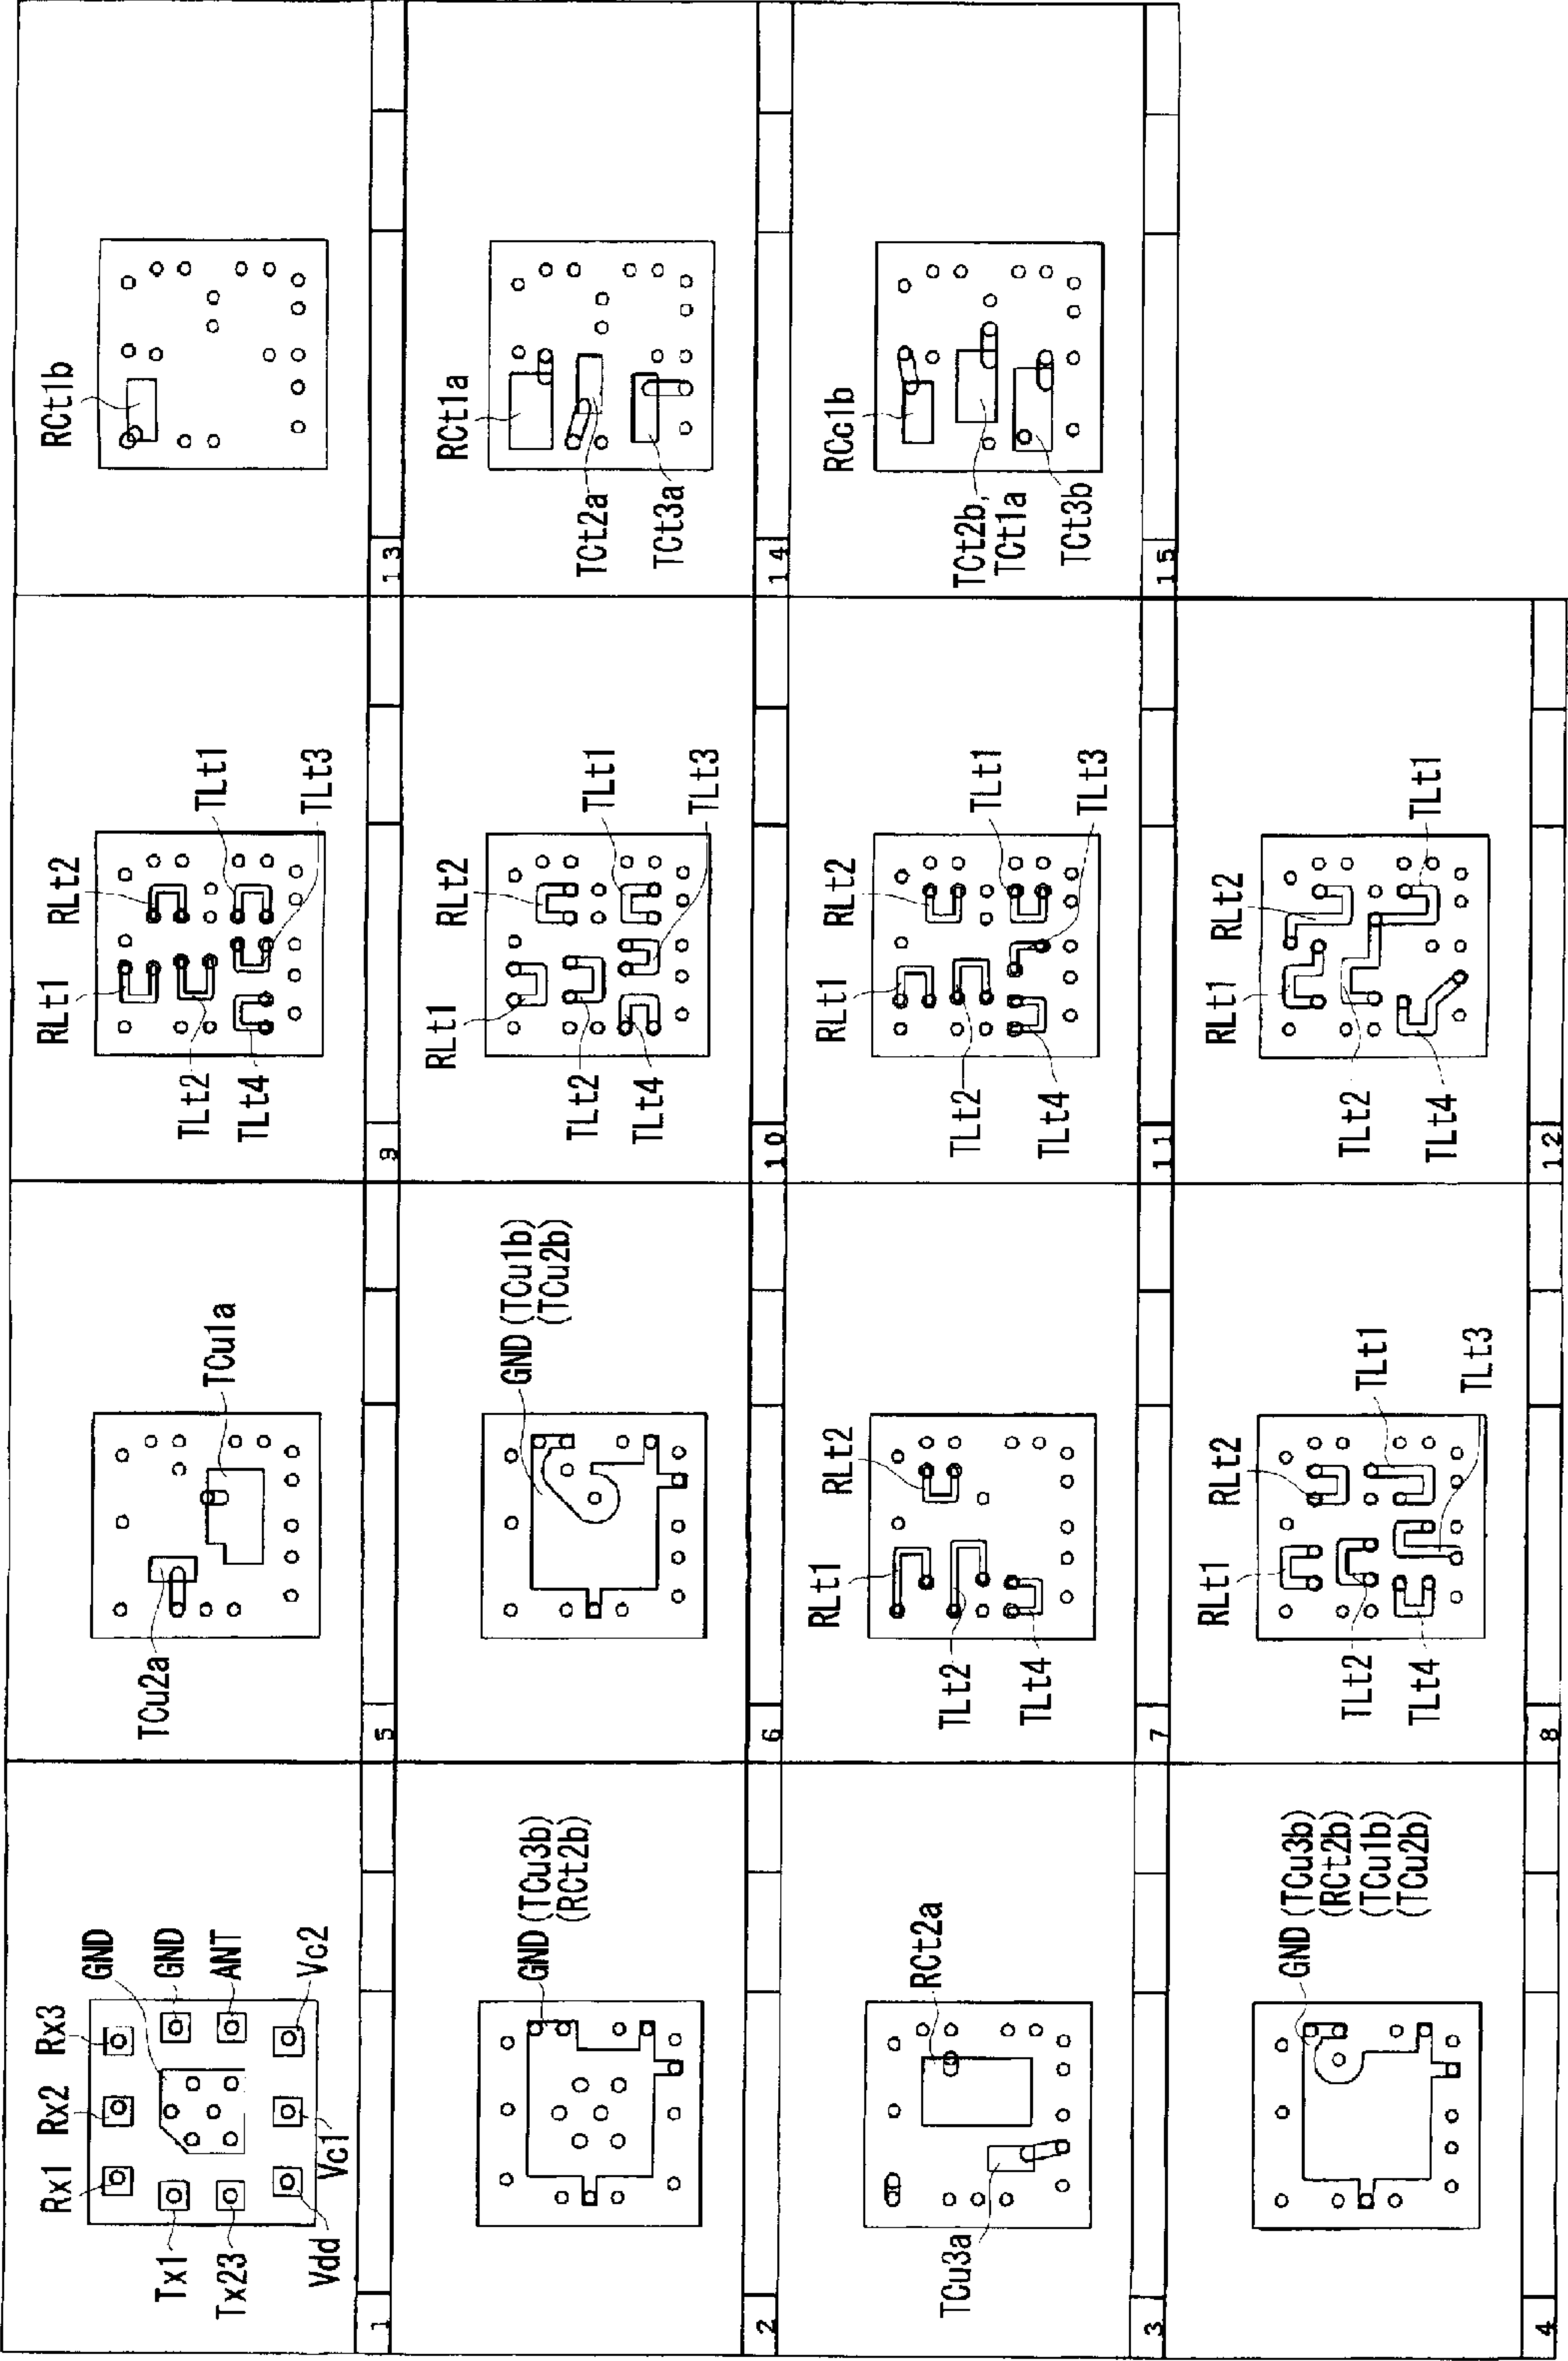 Rx1
Rx2
Rx3
GND
GND
ANT
Tx1
Tx23
Vdd
Vc1
Vc2
1
GND (TCu3b)
(RCt2b)
2
RCt2a
TCu3a
3
GND (TCu3b)
(RCt2b)
(TCu1b)
(TCu2b)
4
TCu2a
TCu1a
5
GND (TCu1b)
(TCu2b)
6
RLt1
RLt2
TLt2
TLt4
7
RLt1
RLt2
TLt1
TLt2
TLt4
TLt3
8
RLt1
RLt2
TLt1
TLt2
TLt4
TLt3
9
RLt1
RLt2
TLt1
TLt2
TLt4
TLt3
10
RLt1
RLt2
TLt1
TLt2
TLt4
TLt3
11
RLt1
RLt2
TLt2
TLt1
TLt4
12
RCt1b
13
RCt1a
TCt2a
TCt3a
14
RCc1b
TCt2b,
TCt1a
TCt3b
15